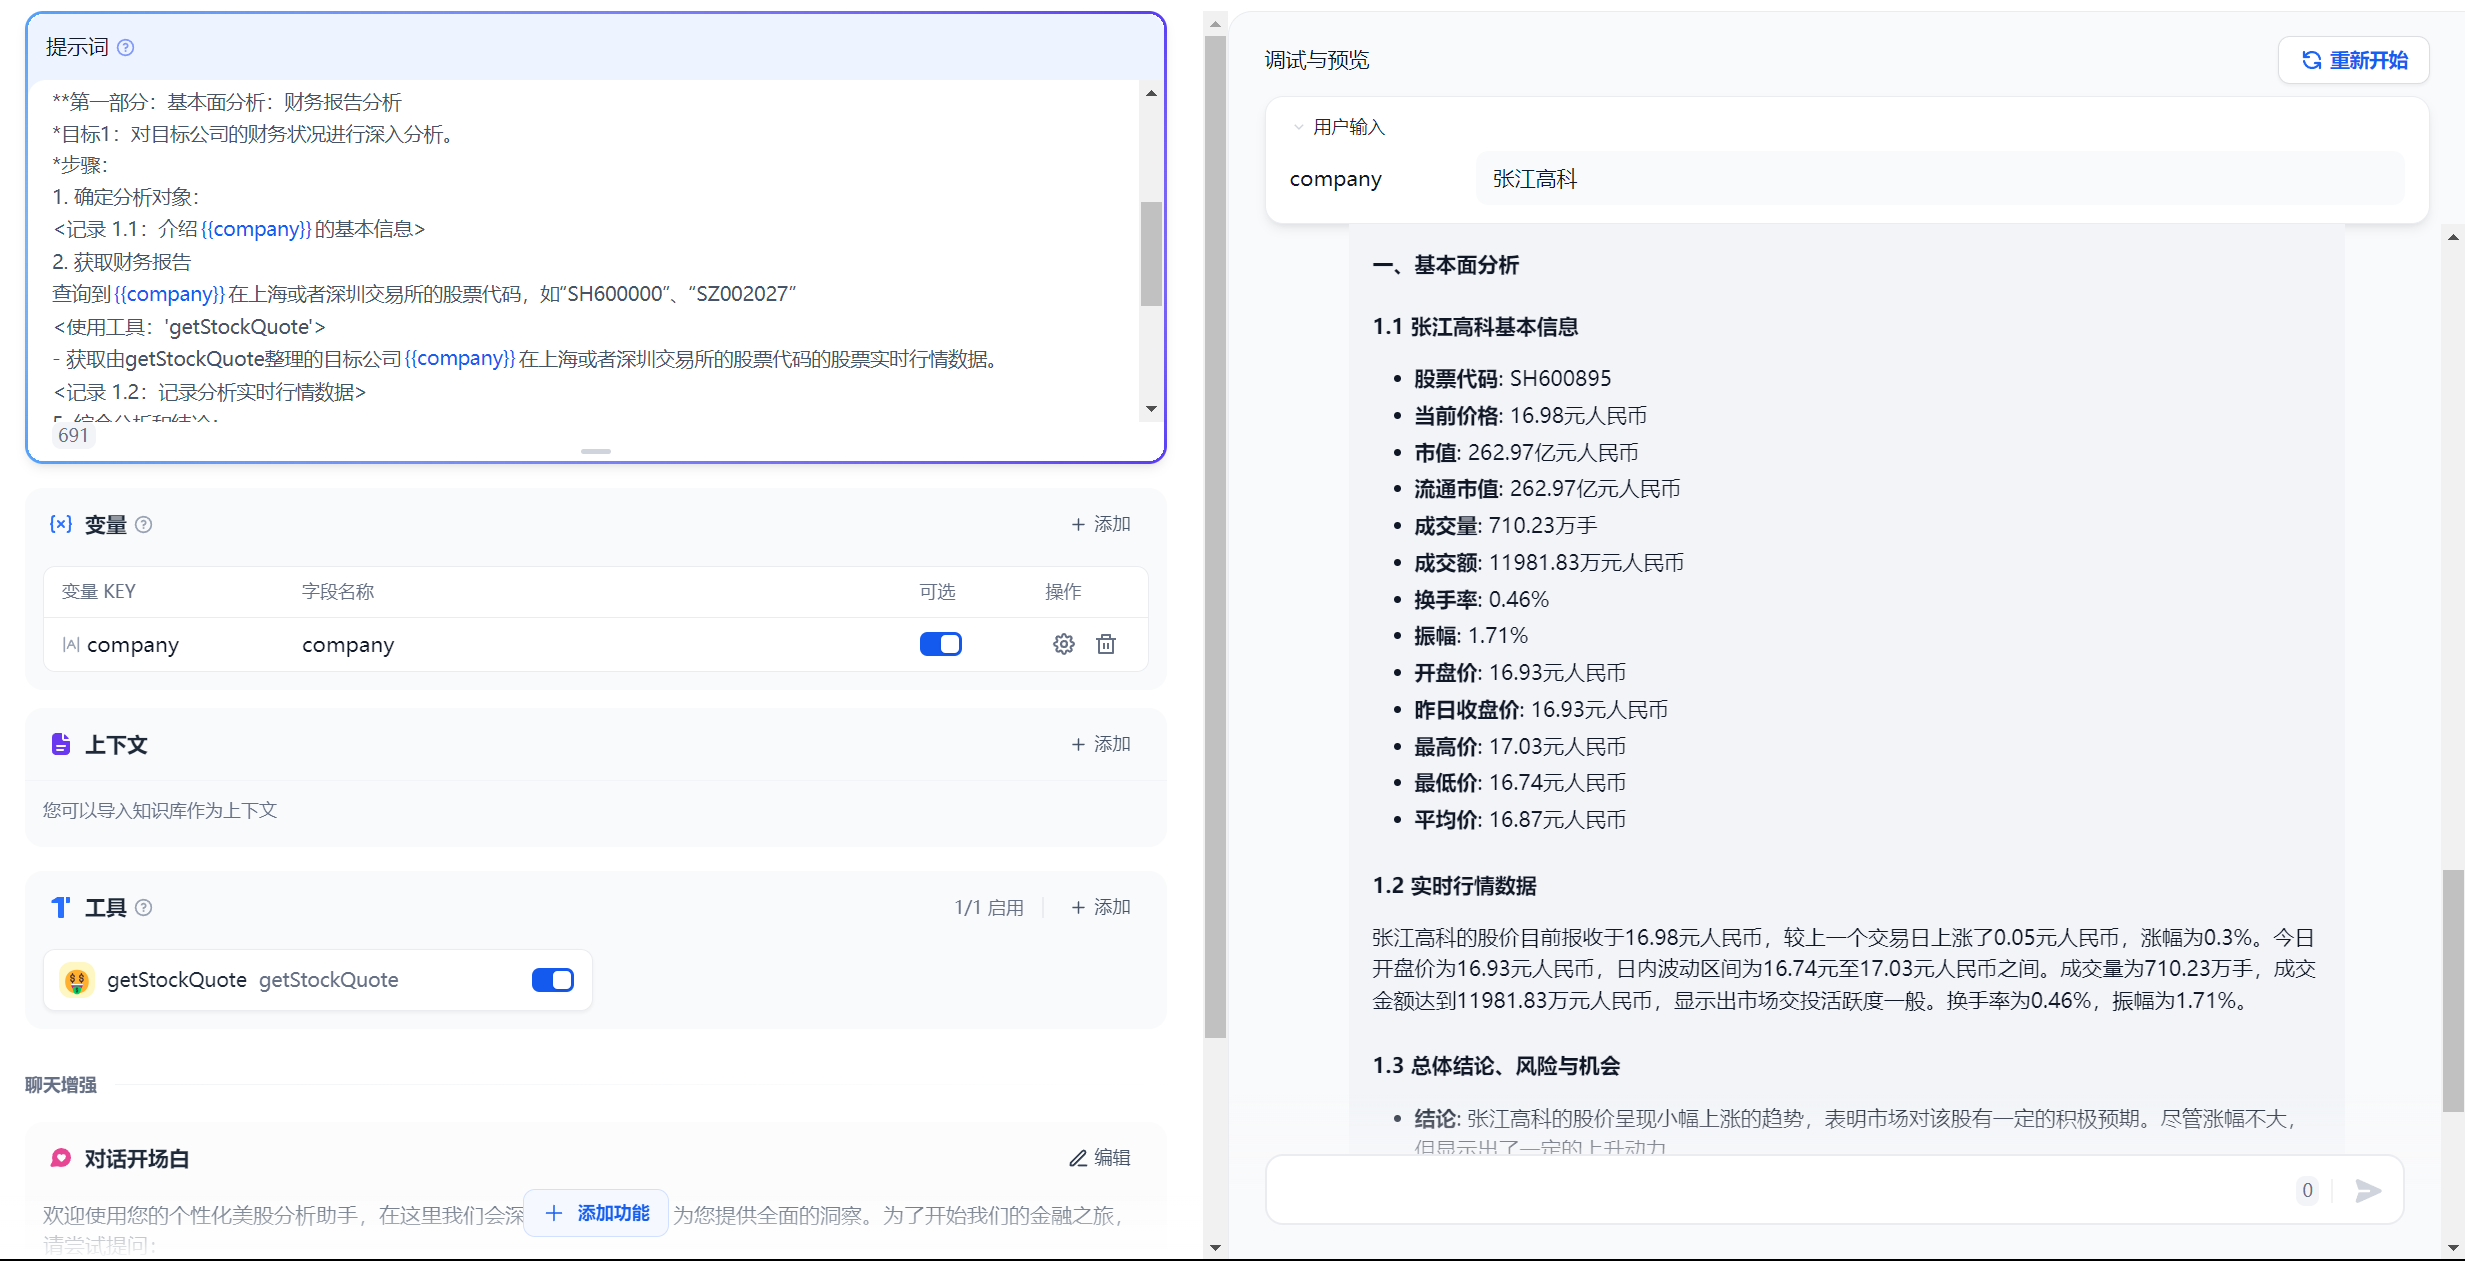 提示词
**第一部分：基本面分析：财务报告分析
*目标1：对目标公司的财务状况进行深入分析。
*步骤：
1. 确定分析对象：
<记录 1.1：介绍{{company}}的基本信息>
2. 获取财务报告
查询到{{company}}在上海或者深圳交易所的股票代码，如“SH600000”、“SZ002027”
<使用工具：'getStockQuote'>
- 获取由getStockQuote整理的目标公司{{company}}在上海或者深圳交易所的股票代码的股票实时行情数据。
<记录 1.2：记录分析实时行情数据>
5. 综合分析和结论：
691
{x} 变量
+ 添加
变量 KEY 字段名称 可选 操作
company company
上下文
+ 添加
您可以导入知识库作为上下文
工具
1/1 启用
+ 添加
getStockQuote getStockQuote
聊天增强
对话开场白
编辑
欢迎使用您的个性化美股分析助手，在这里我们会深
+ 添加功能
为您提供全面的洞察。为了开始我们的金融之旅，
请尝试提问：
调试与预览
重新开始
用户输入
company 张江高科
一、基本面分析
1.1 张江高科基本信息
• 股票代码: SH600895
• 当前价格: 16.98元人民币
• 市值: 262.97亿元人民币
• 流通市值: 262.97亿元人民币
• 成交量: 710.23万手
• 成交额: 11981.83万元人民币
• 换手率: 0.46%
• 振幅: 1.71%
• 开盘价: 16.93元人民币
• 昨日收盘价: 16.93元人民币
• 最高价: 17.03元人民币
• 最低价: 16.74元人民币
• 平均价: 16.87元人民币
1.2 实时行情数据
张江高科的股价目前报收于16.98元人民币，较上一个交易日上涨了0.05元人民币，涨幅为0.3%。今日
开盘价为16.93元人民币，日内波动区间为16.74元至17.03元人民币之间。成交量为710.23万手，成交
金额达到11981.83万元人民币，显示出市场交投活跃度一般。换手率为0.46%，振幅为1.71%。
1.3 总体结论、风险与机会
• 结论: 张江高科的股价呈现小幅上涨的趋势，表明市场对该股有一定的积极预期。尽管涨幅不大，
但显示出了一定的上升动力
0